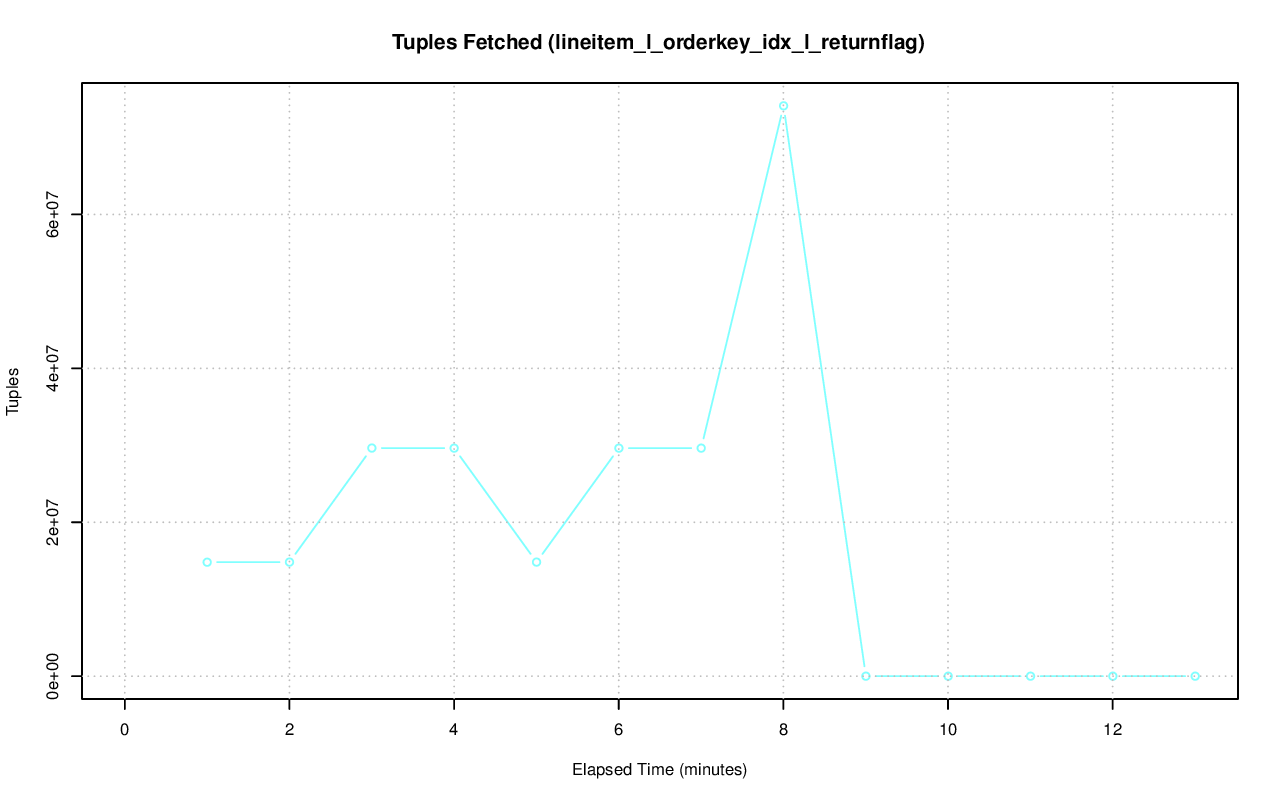 Tuples Fetched (lineitem_l_orderkey_idx_l_returnflag)
Tuples
6e+07
4e+07
2e+07
0e+00
0 2 4 6 8 10 12
Elapsed Time (minutes)